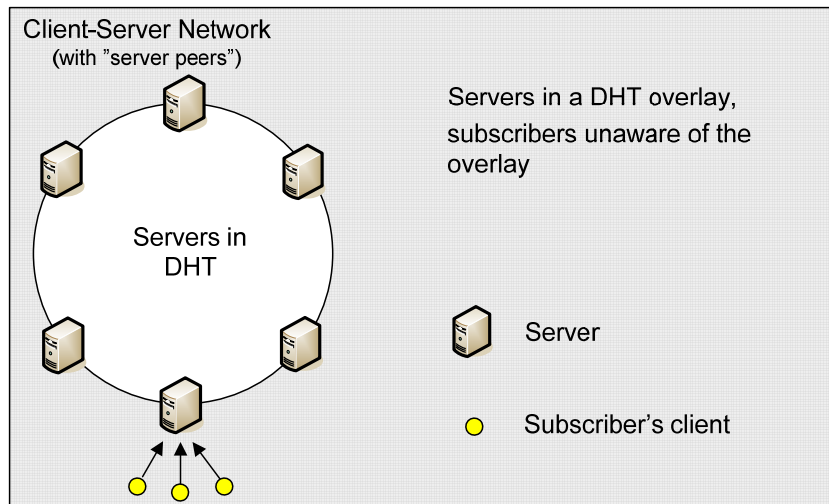 Client-Server Network
(with ”server peers”)
Servers in a DHT overlay,
subscribers unaware of the
overlay
Servers in
DHT
Server
Subscriber’s client